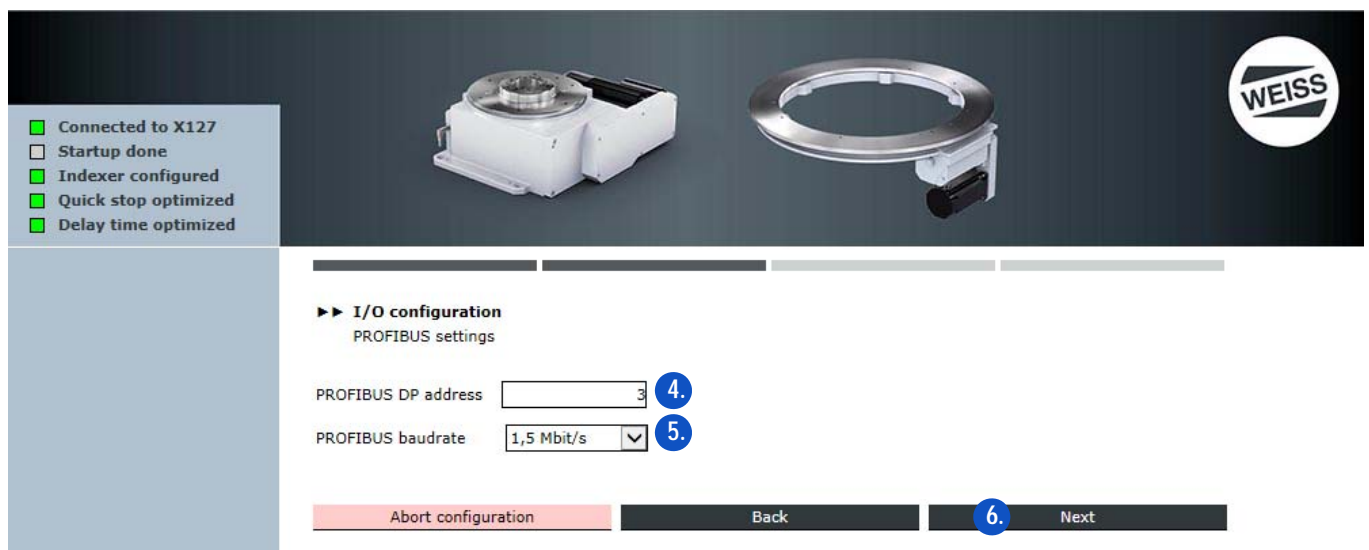 WEISS
Connected to X127
Startup done
Indexer configured
Quick stop optimized
Delay time optimized
►► I/O configuration
PROFIBUS settings
PROFIBUS DP address 3 4.
PROFIBUS baudrate 1,5 Mbit/s 5.
Abort configuration Back 6. Next